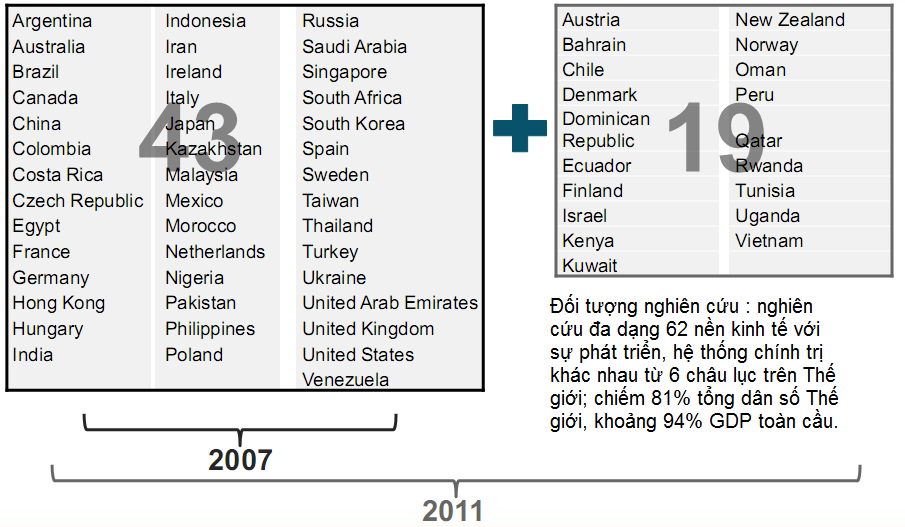 Argentina
Australia
Brazil
Canada
China
Colombia
Costa Rica
Czech Republic
Egypt
France
Germany
Hong Kong
Hungary
India
Indonesia
Iran
Ireland
Italy
Japan
Kazakhstan
Malaysia
Mexico
Morocco
Netherlands
Nigeria
Pakistan
Philippines
Poland
Russia
Saudi Arabia
Singapore
South Africa
South Korea
Spain
Sweden
Taiwan
Thailand
Turkey
Ukraine
United Arab Emirates
United Kingdom
United States
Venezuela
43
Austria
Bahrain
Chile
Denmark
Dominican
Republic
Ecuador
Finland
Israel
Kenya
Kuwait
New Zealand
Norway
Oman
Peru
Qatar
Rwanda
Tunisia
Uganda
Vietnam
19
Đối tượng nghiên cứu : nghiên
cứu đa dạng 62 nền kinh tế với
sự phát triển, hệ thống chính trị
khác nhau từ 6 châu lục trên Thế
giới; chiếm 81% tổng dân số Thế
giới, khoảng 94% GDP toàn cầu.
2007
2011